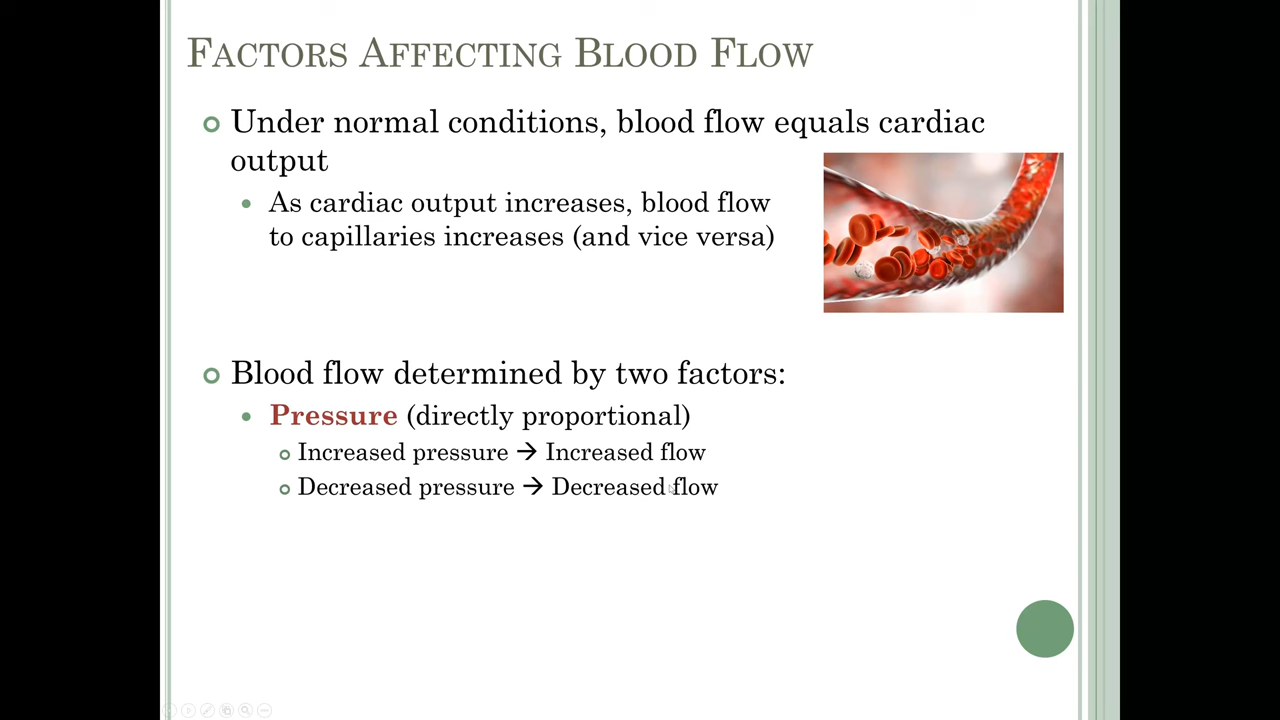 FACTORS AFFECTING BLOOD FLOW
Under normal conditions, blood flow equals cardiac
output
As cardiac output increases, blood flow
to capillaries increases (and vice versa)
Blood flow determined by two factors:
Pressure (directly proportional)
Increased pressure → Increased flow
Decreased pressure → Decreased flow